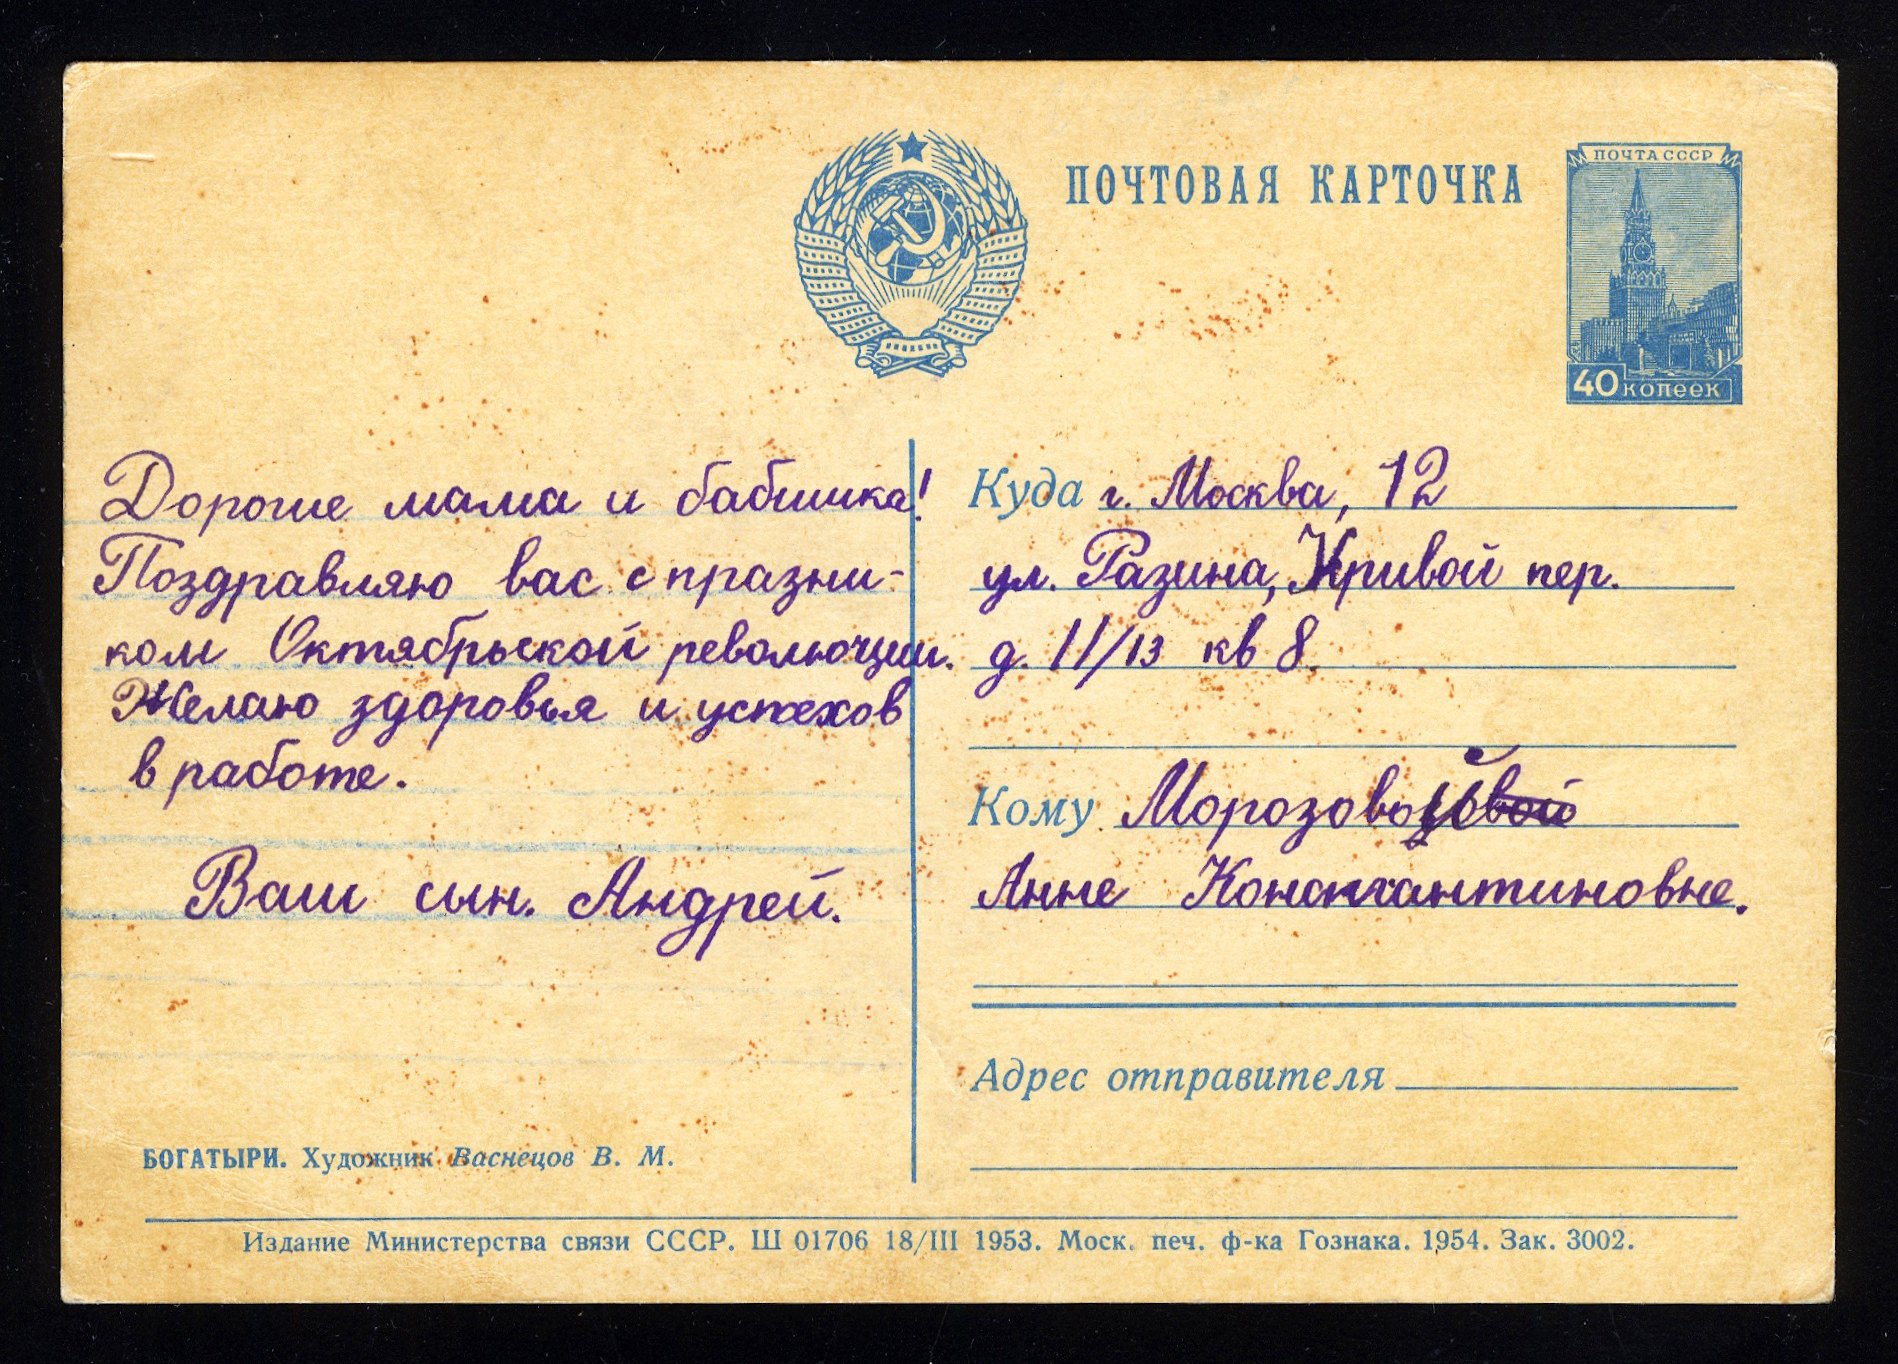 ПОЧТОВАЯ КАРТОЧКА
ПОЧТА СССР
40 копеек
Дорогие мама и бабушка!
Поздравляю вас с празни-
ком Октябрьской революции.
Желаю здоровья и успехов
в работе.
Ваш сын. Андрей.
Куда г. Москва, 12
ул. Разина, Кривой пер.
д. 11/13 кв 8.
Кому Морозовой
Анне Константиновне.
Адрес отправителя
БОГАТЫРИ. Художник Васнецов В. М.
Издание Министерства связи СССР. Ш 01706 18/III 1953. Моск. печ. ф-ка Гознака. 1954. Зак. 3002.